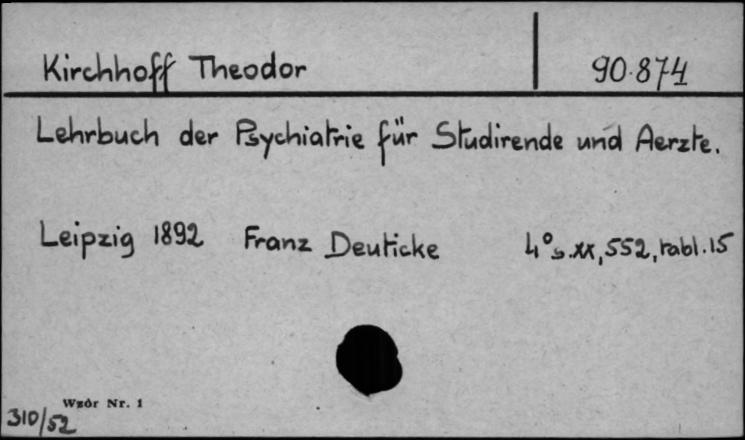 Kirchhoff Theodor 90.874
Lehrbuch der Psychiatrie für Studirende und Aerzte.
Leipzig 1892 Franz Deuticke 4° s. xx, 552, tabl. 15
Wzór Nr. 1
310/52